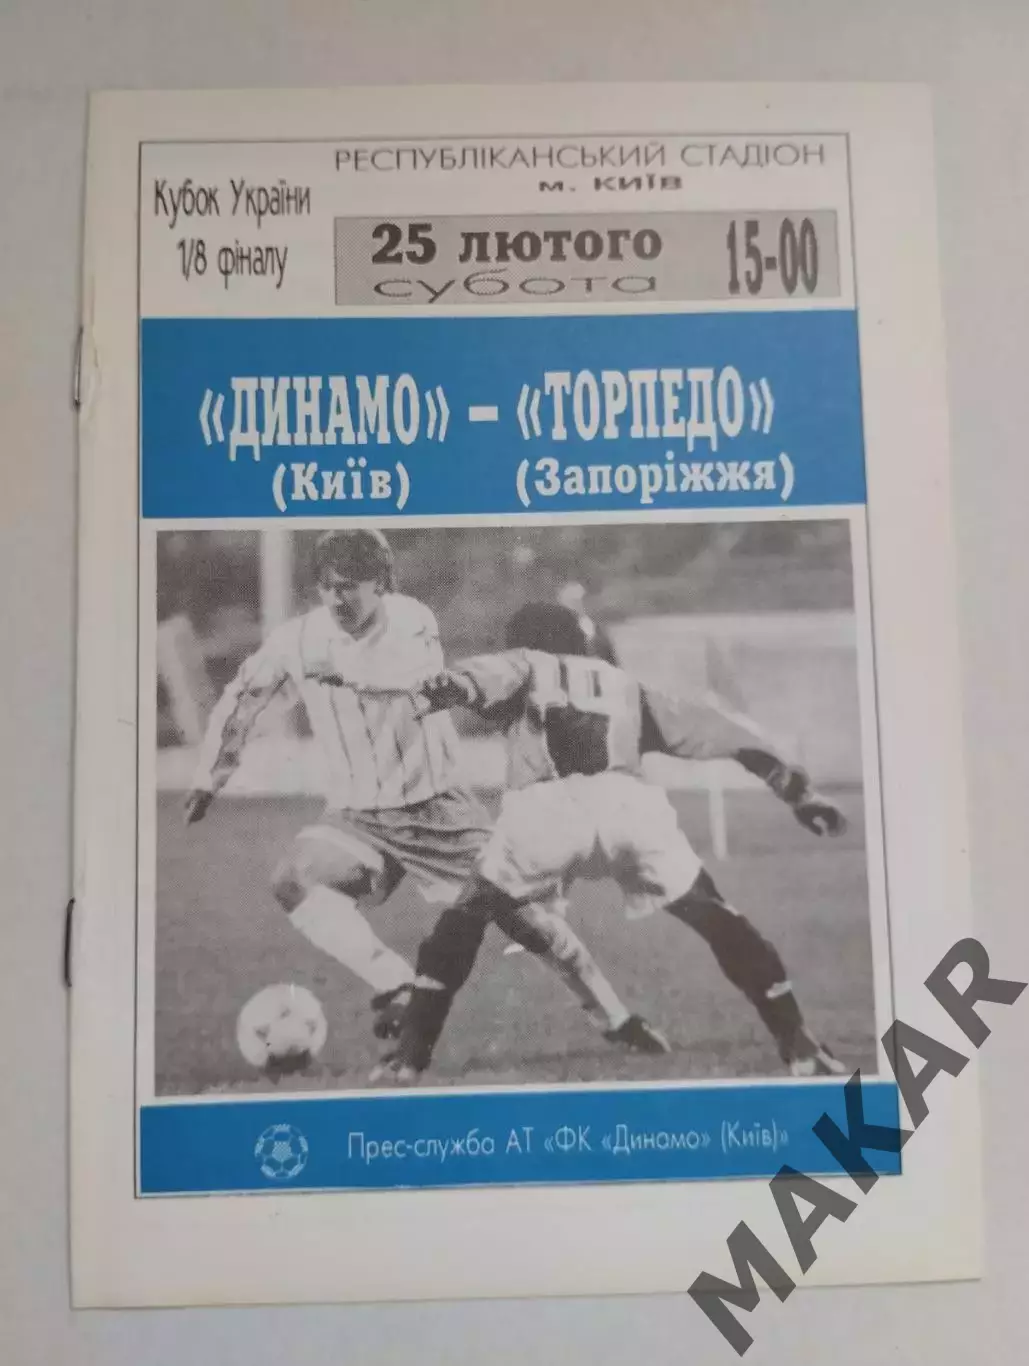 РЕСПУБЛІКАНСЬКИЙ СТАДІОН
м. КИЇВ
Кубок України
1/8 фіналу
25 ЛЮТОГО
субота
15-00
«ДИНАМО» – «ТОРПЕДО»
(Київ) (Запоріжжя)
Прес-служба АТ «ФК «Динамо» (Київ)»
MAKAR